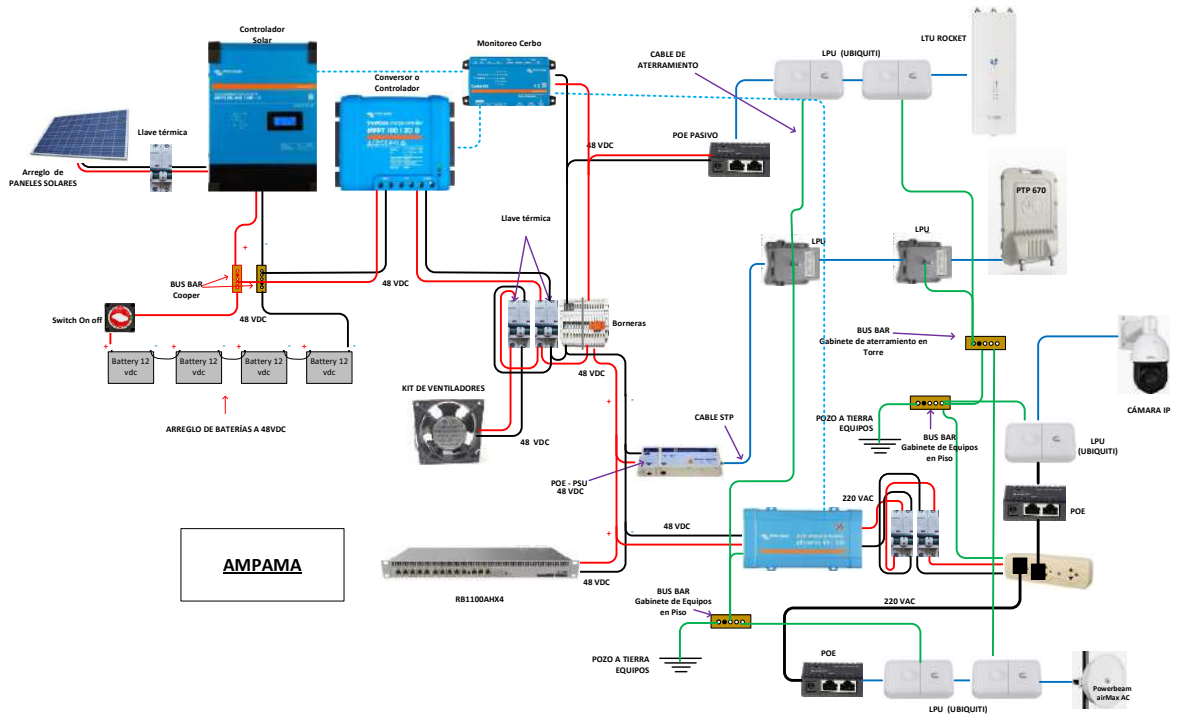 Controlador
Solar
Monitoreo Cerbo
Conversor o
Controlador
CABLE DE
ATERRAMIENTO
LPU (UBIQUITI)
LTU ROCKET
Llave térmica
Arreglo de
PANELES SOLARES
48 VDC
POE PASIVO
PTP 670
LPU
LPU
Llave térmica
+
-
BUS BAR
Cooper
48 VDC
48 VDC
Switch On off
Borneras
BUS BAR
Gabinete de aterramiento en
Torre
+
-
+
-
+
-
+
-
Battery 12
vdc
Battery 12
vdc
Battery 12
vdc
Battery 12
vdc
48 VDC
KIT DE VENTILADORES
CÁMARA IP
ARREGLO DE BATERÍAS A 48VDC
+
-
48 VDC
CABLE STP
POZO A TIERRA
EQUIPOS
BUS BAR
Gabinete de Equipos
en Piso
LPU
(UBIQUITI)
POE - PSU
48 VDC
220 VAC
POE
48 VDC
+
AMPAMA
RB1100AHX4
48 VDC
BUS BAR
Gabinete de Equipos
en Piso
220 VAC
POZO A TIERRA
EQUIPOS
POE
Powerbeam
airMax AC
LPU (UBIQUITI)